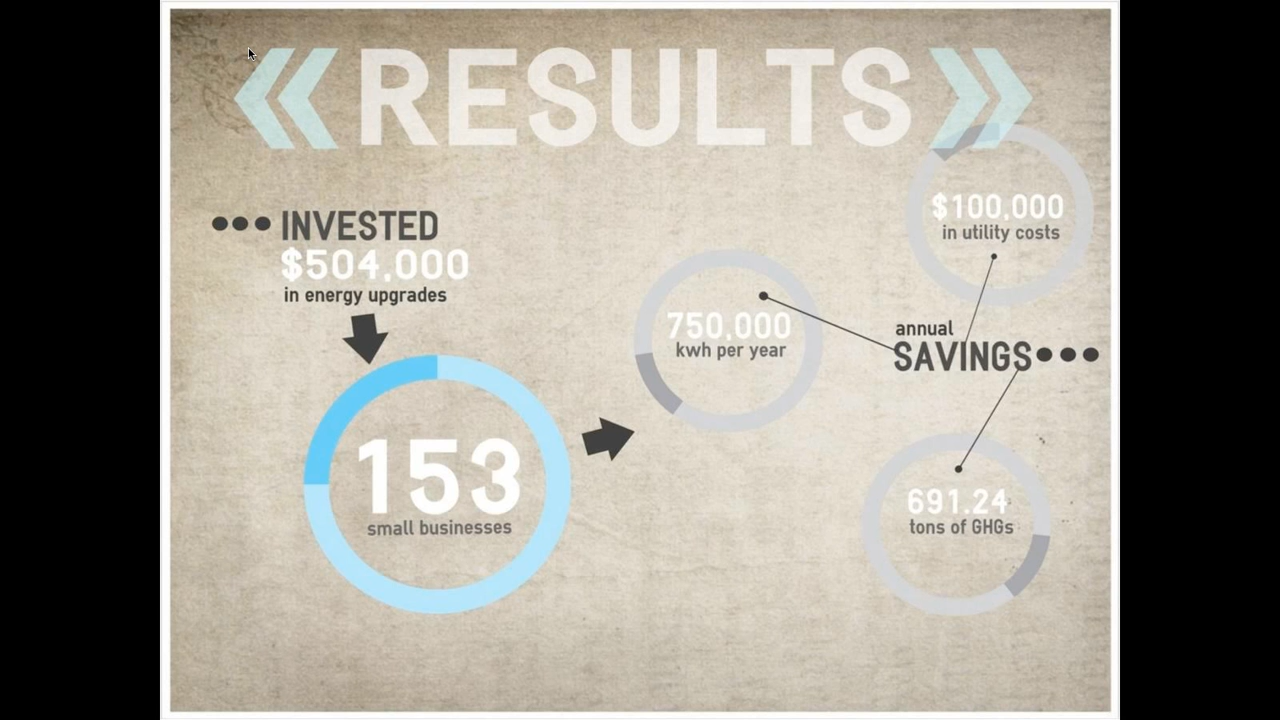 RESULTS
INVESTED
$504,000
in energy upgrades
153
small businesses
750,000
kwh per year
$100,000
in utility costs
annual
SAVINGS
691.24
tons of GHGs